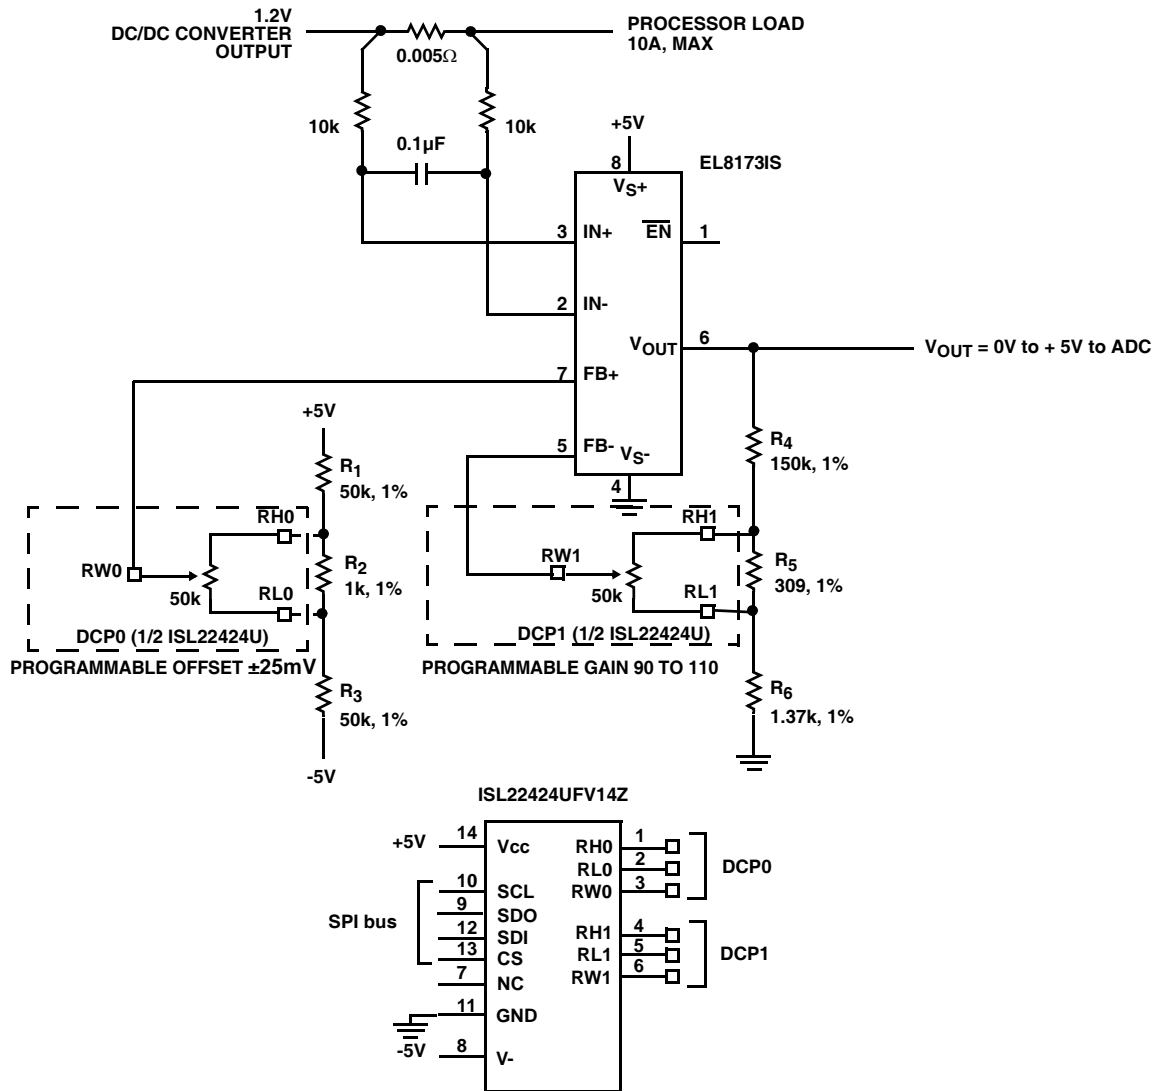 1.2V
DC/DC CONVERTER
OUTPUT
PROCESSOR LOAD
10A, MAX
0.005Ω
10k
10k
0.1µF
+5V
EL8173IS
8
VS+
3
IN+
EN
1
2
IN-
VOUT
6
VOUT = 0V to + 5V to ADC
7
FB+
5
FB-
VS-
4
+5V
R1
50k, 1%
RH0
RW0
50k
R2
1k, 1%
RL0
DCP0 (1/2 ISL22424U)
PROGRAMMABLE OFFSET ±25mV
R3
50k, 1%
-5V
R4
150k, 1%
RH1
RW1
50k
R5
309, 1%
RL1
DCP1 (1/2 ISL22424U)
PROGRAMMABLE GAIN 90 TO 110
R6
1.37k, 1%
ISL22424UFV14Z
+5V
14
Vcc
SPI bus
10
SCL
9
SDO
12
SDI
13
CS
7
NC
11
GND
-5V
8
V-
RH0
1
RL0
2
RW0
3
DCP0
RH1
4
RL1
5
RW1
6
DCP1